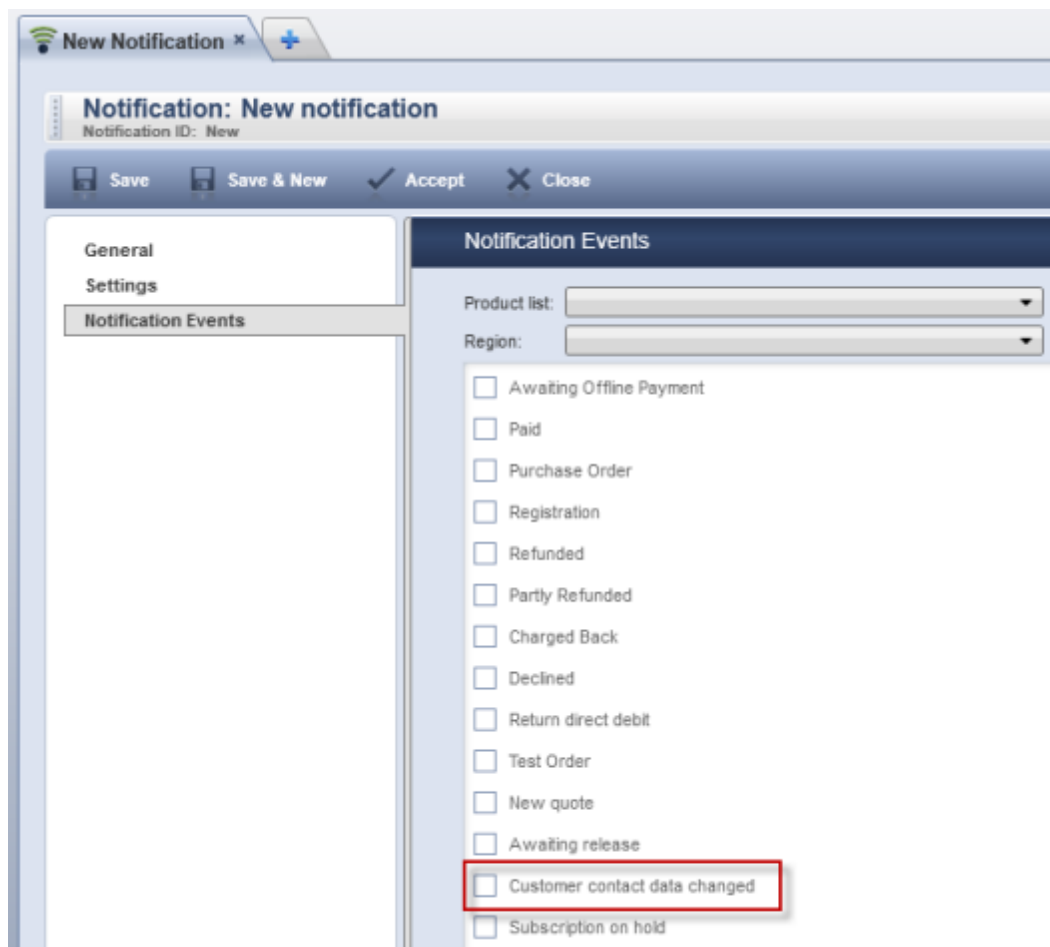 New Notification ×
Notification: New notification
Notification ID: New
Save Save & New Accept Close
General
Settings
Notification Events
Notification Events
Product list:
Region:
Awaiting Offline Payment
Paid
Purchase Order
Registration
Refunded
Partly Refunded
Charged Back
Declined
Return direct debit
Test Order
New quote
Awaiting release
Customer contact data changed
Subscription on hold